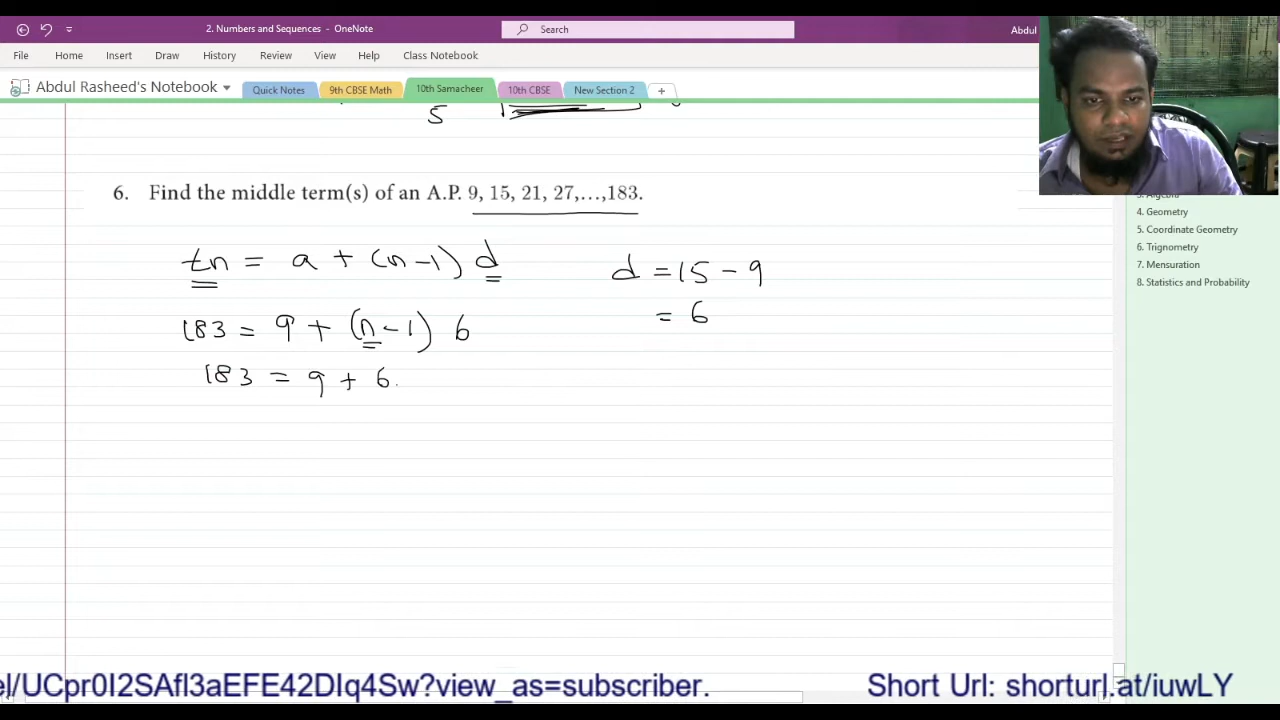 2. Numbers and Sequences - OneNote
Search
Abdul
File Home Insert Draw History Review View Help Class Notebook
Abdul Rasheed's Notebook
Quick Notes 9th CBSE Math 10th Samacheer 10th CBSE New Section 2 +
5
6. Find the middle term(s) of an A.P. 9, 15, 21, 27,...,183.
tn = a + (n-1) d
d = 15 - 9
= 6
183 = 9 + (n-1) 6
183 = 9 + 6.
4. Geometry
5. Coordinate Geometry
6. Trignometry
7. Mensuration
8. Statistics and Probability
el/UCpr0I2SAfl3aEFE42DIq4Sw?view_as=subscriber.
Short Url: shorturl.at/iuwLY